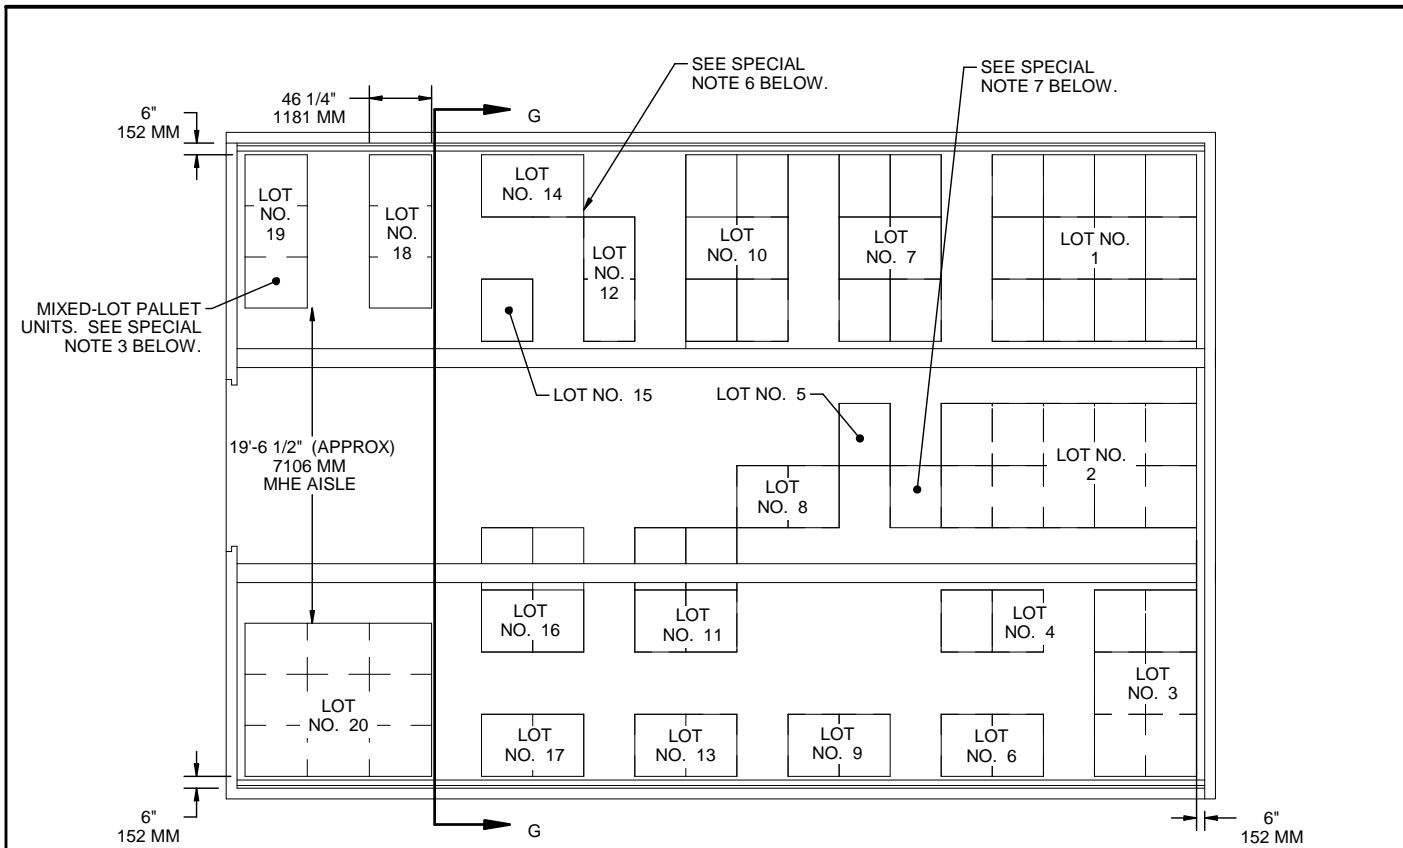 SEE SPECIAL
NOTE 6 BELOW.
SEE SPECIAL
NOTE 7 BELOW.
46 1/4"
1181 MM
6"
152 MM
G
LOT
NO. 14
LOT
NO.
19
LOT
NO.
18
LOT
NO.
12
LOT
NO. 10
LOT
NO. 7
LOT NO.
1
MIXED-LOT PALLET
UNITS. SEE SPECIAL
NOTE 3 BELOW.
LOT NO. 15
LOT NO. 5
19'-6 1/2" (APPROX)
7106 MM
MHE AISLE
LOT NO.
2
LOT
NO. 8
LOT
NO. 16
LOT
NO. 11
LOT
NO. 4
LOT
NO. 3
LOT
NO. 20
LOT
NO. 17
LOT
NO. 13
LOT
NO. 9
LOT
NO. 6
6"
152 MM
G
6"
152 MM